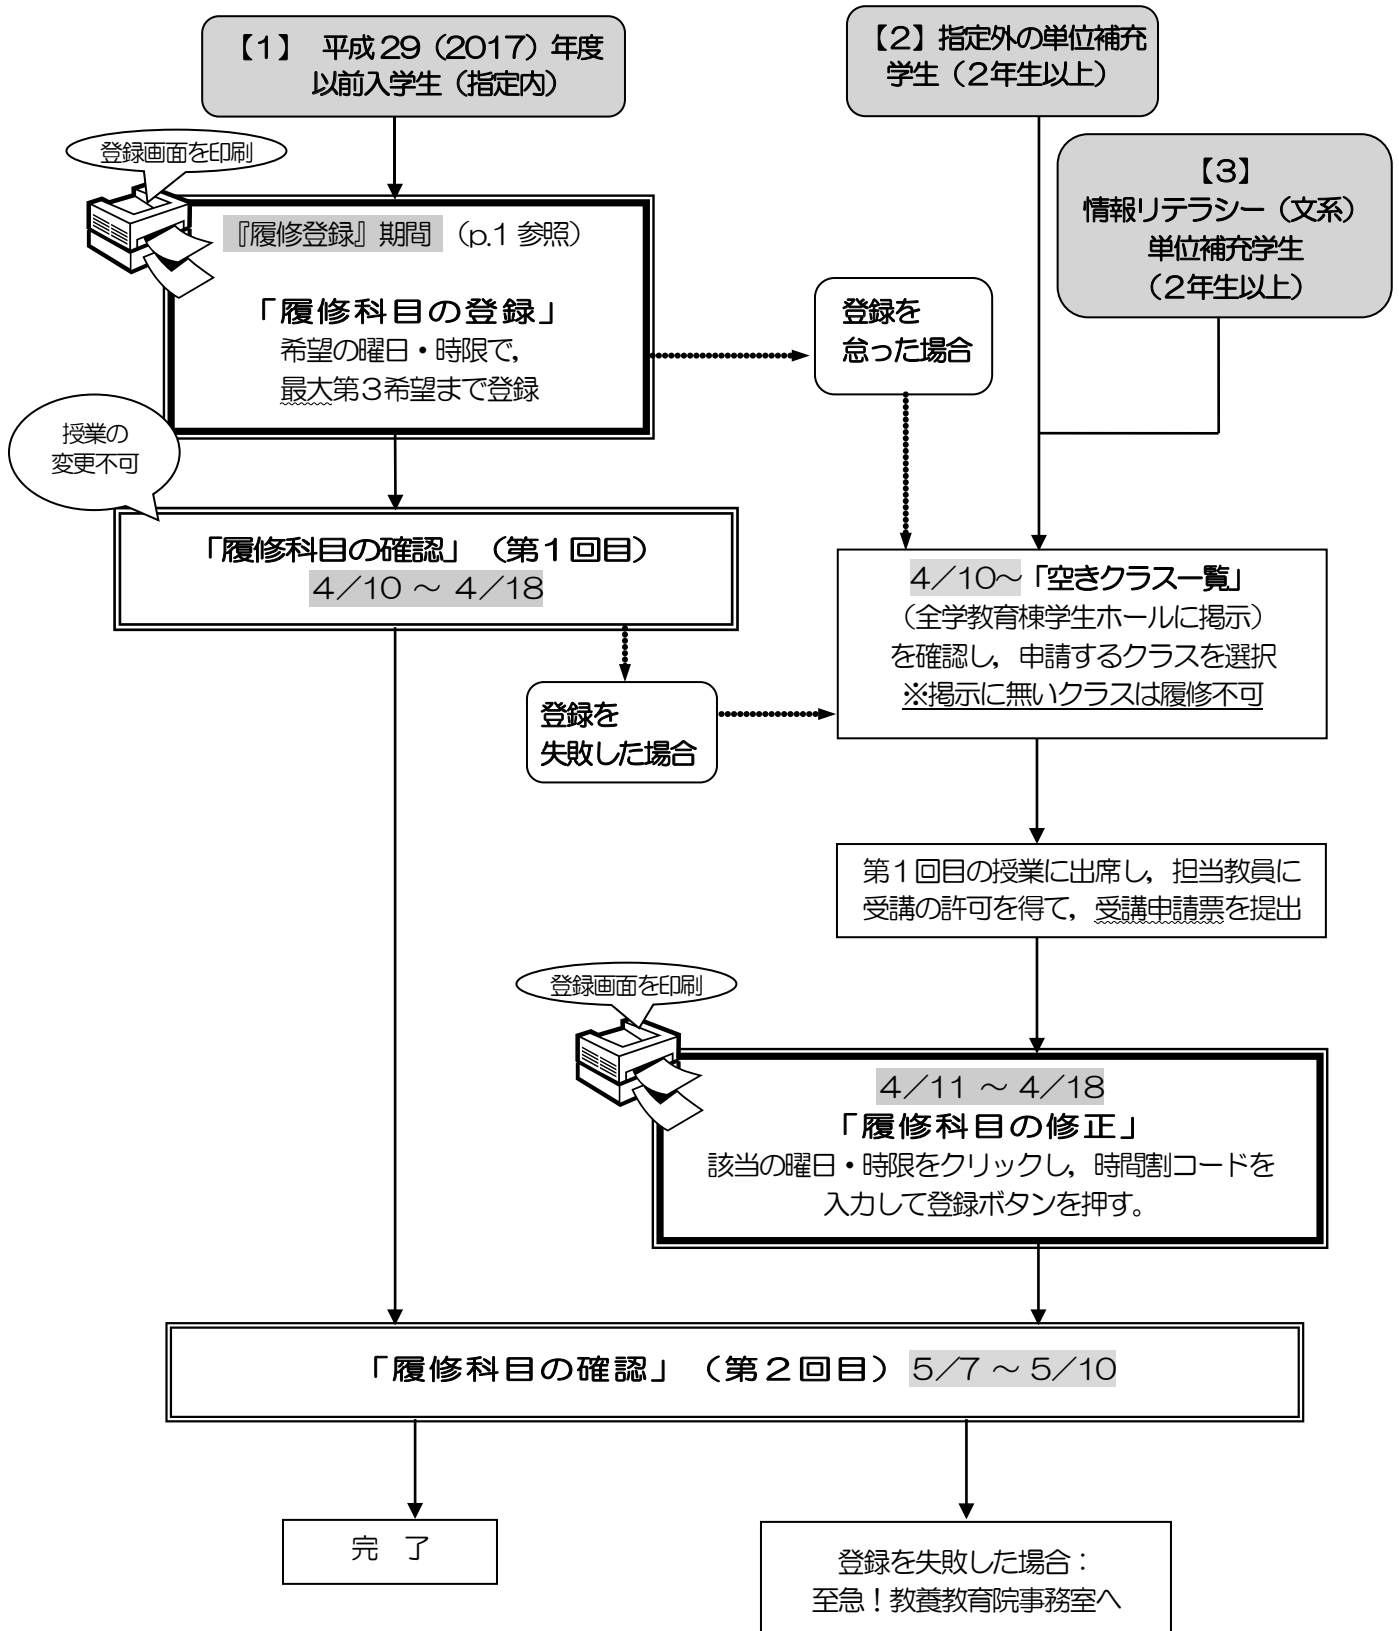 【1】　平成 29（2017）年度
以前入学生（指定内）
【2】指定外の単位補充
学生（２年生以上）
登録画面を印刷
【3】
情報リテラシー（文系）
単位補充学生
（２年生以上）
『履修登録』期間　（p.1 参照）
「履修科目の登録」
希望の曜日・時限で，
最大第３希望まで登録
登録を
怠った場合
授業の
変更不可
「履修科目の確認」（第１回目）
4／10 ～ 4／18
4／10～「空きクラス一覧」
（全学教育棟学生ホールに掲示）
を確認し，申請するクラスを選択
※掲示に無いクラスは履修不可
登録を
失敗した場合
第１回目の授業に出席し，担当教員に
受講の許可を得て，受講申請票を提出
登録画面を印刷
4／11 ～ 4／18
「履修科目の修正」
該当の曜日・時限をクリックし，時間割コードを
入力して登録ボタンを押す。
「履修科目の確認」（第２回目）5／7 ～ 5／10
完　了
登録を失敗した場合：
至急！教養教育院事務室へ